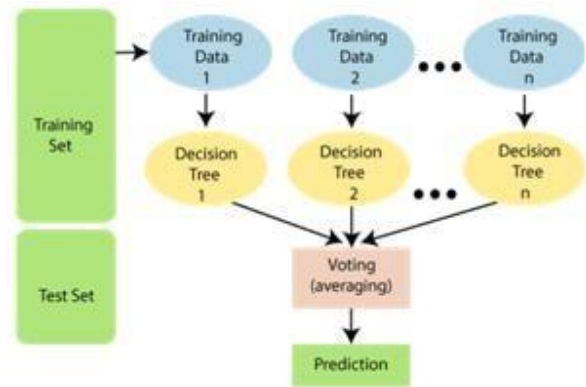 Training
Set
Test Set
Training
Data
1
Training
Data
2
Training
Data
n
Decision
Tree
1
Decision
Tree
2
Decision
Tree
n
Voting
(averaging)
Prediction